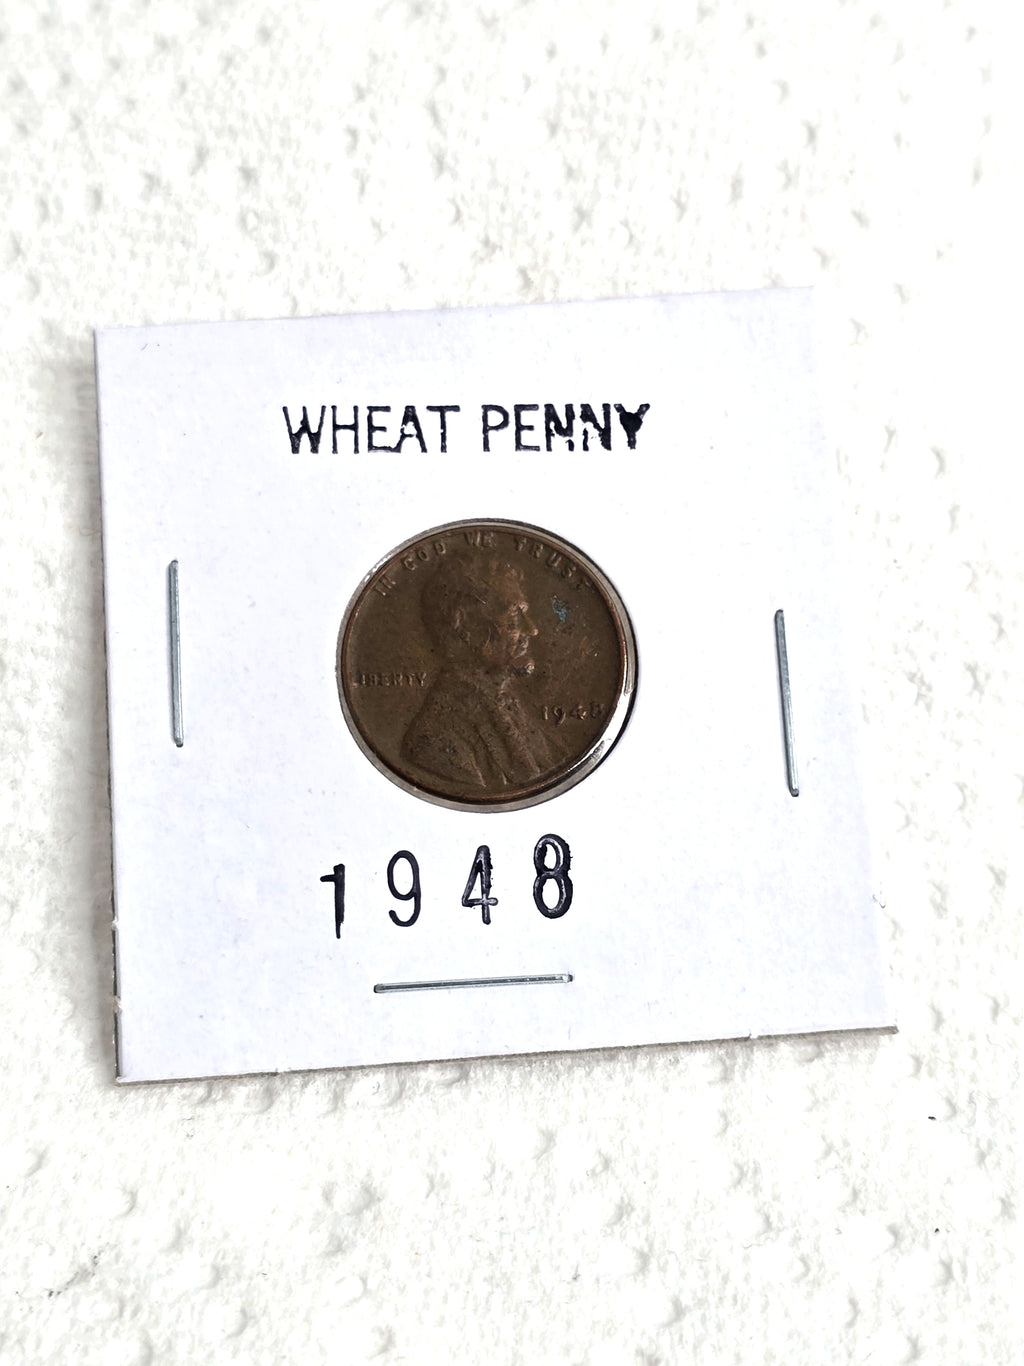 WHEAT PENNY
IN GOD WE TRUST
LIBERTY
1948
1948